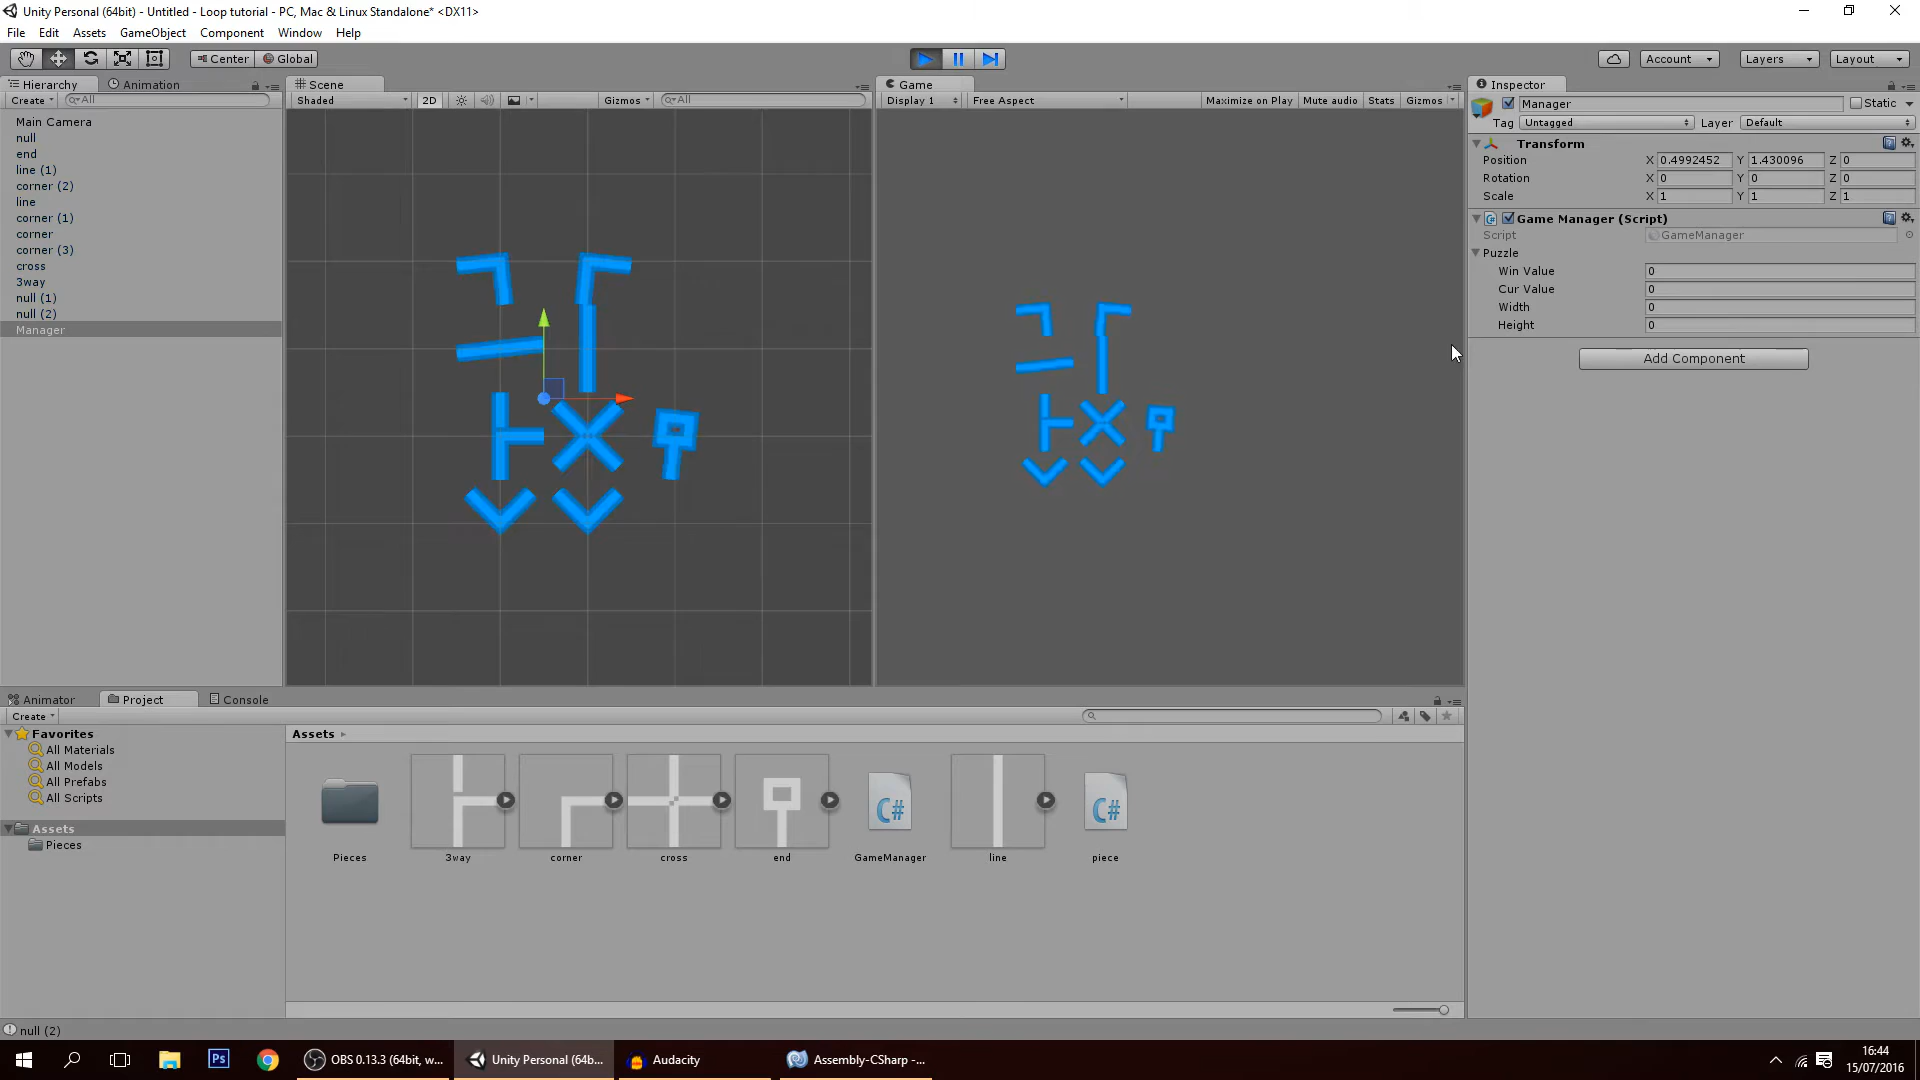 Unity Personal (64bit) - Untitled - Loop tutorial - PC, Mac & Linux Standalone* <DX11>
File Edit Assets GameObject Component Window Help
Center Global Account Layers Layout
Hierarchy Animation Scene Game Inspector
Create All Shaded 2D Gizmos All Display 1 Free Aspect Maximize on Play Mute audio Stats Gizmos Manager Static
Main Camera Tag Untagged Layer Default
null Transform
end Position X 0.4992452 Y 1.430096 Z 0
line (1) Rotation X 0 Y 0 Z 0
corner (2) Scale X 1 Y 1 Z 1
line
corner (1) Game Manager (Script)
corner Script GameManager
corner (3) Puzzle
cross Win Value 0
3way Cur Value 0
null (1) Width 0
null (2) Height 0
Manager
Add Component
Animator Project Console
Create
Favorites Assets
All Materials
All Models
All Prefabs
All Scripts
Assets
Pieces
C# C#
Pieces 3way corner cross end GameManager line piece
null (2)
Ps OBS 0.13.3 (64bit, w... Unity Personal (64b... Audacity Assembly-CSharp -...
16:44
15/07/2016